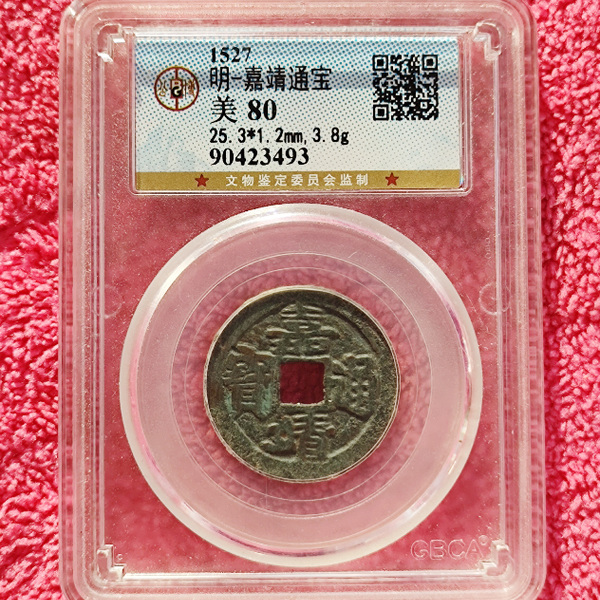 1527
明-嘉靖通宝
美 80
25.3*1.2mm, 3.8g
90423493
★ 文物鉴定委员会监制 ★
嘉靖通寶
GBCA